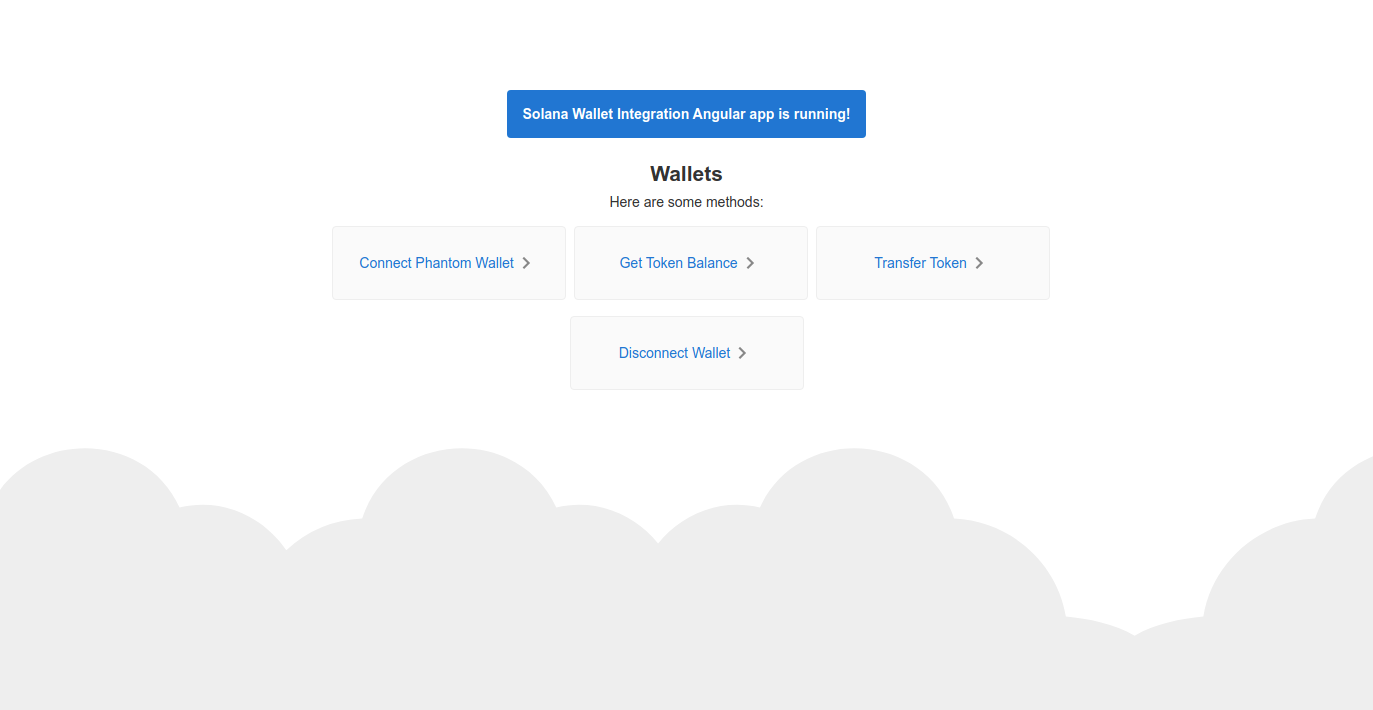 Solana Wallet Integration Angular app is running!
Wallets
Here are some methods:
Connect Phantom Wallet
Get Token Balance
Transfer Token
Disconnect Wallet